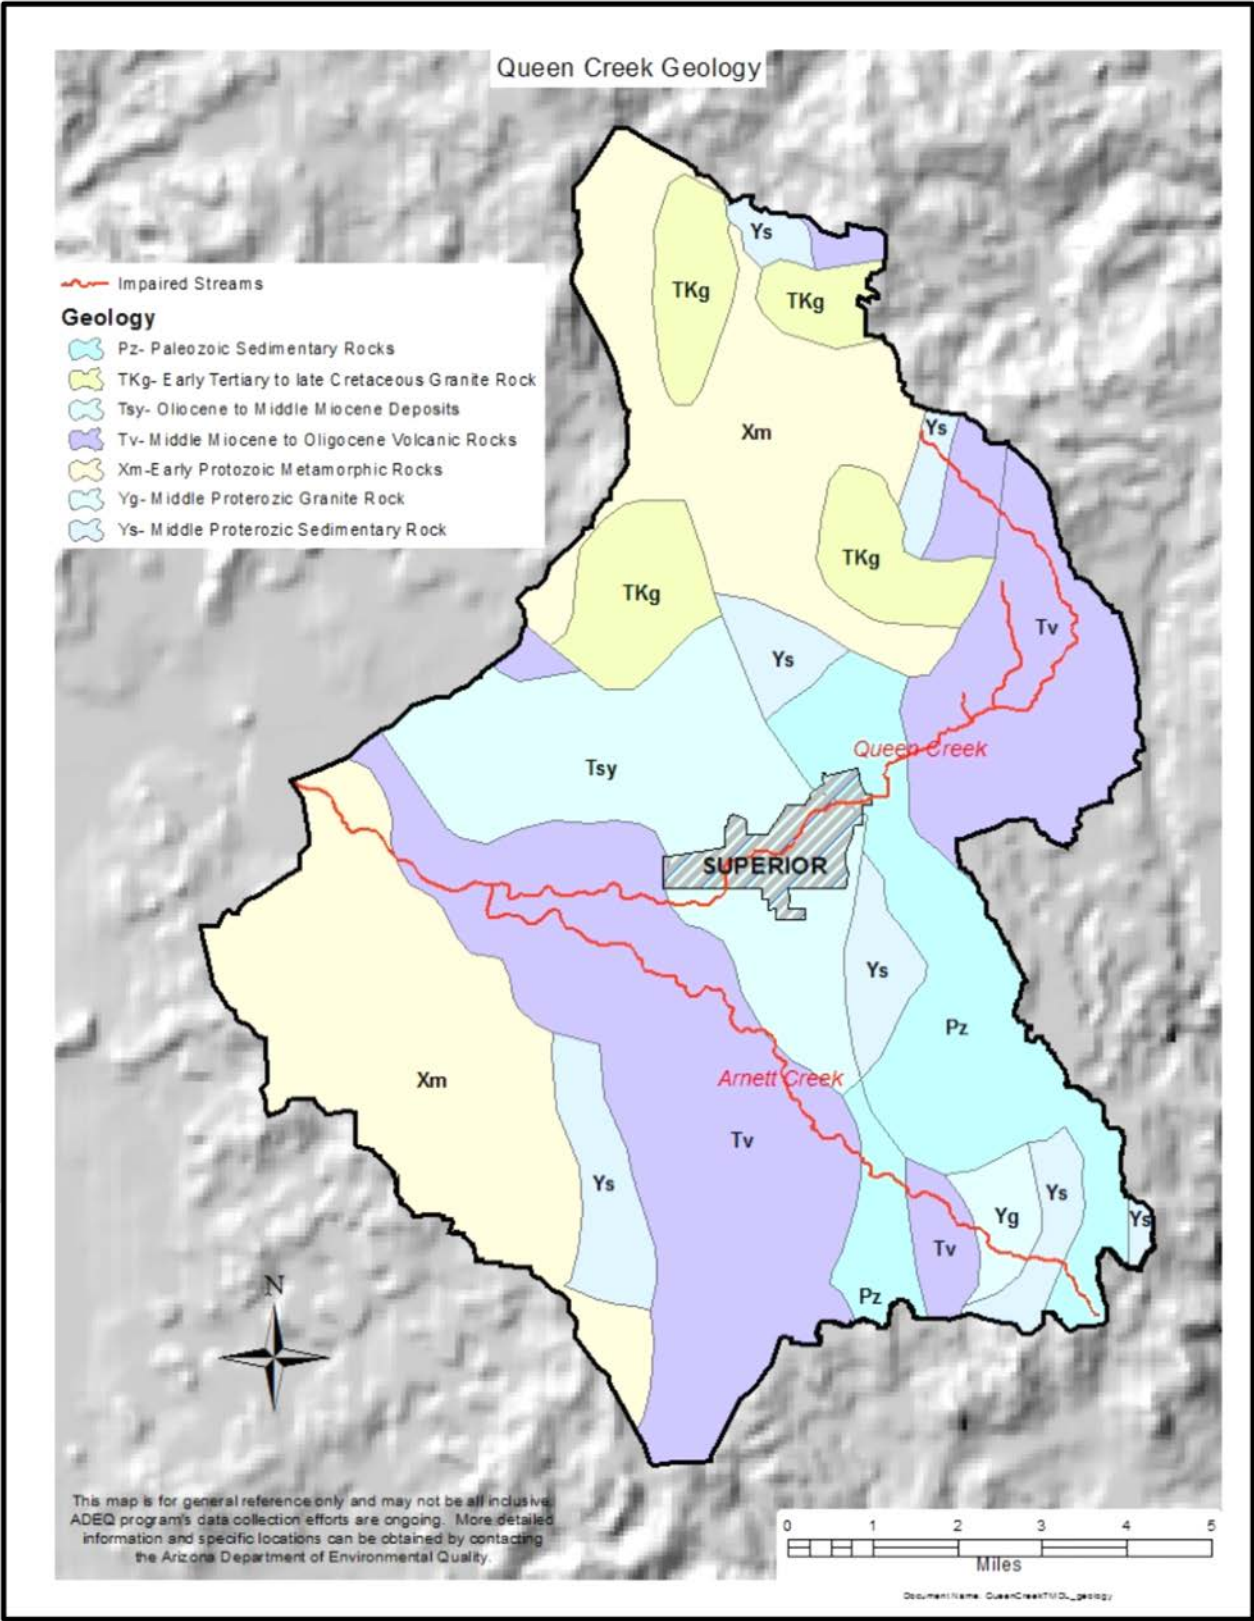 Queen Creek Geology
Impaired Streams
Geology
Pz- Paleozoic Sedimentary Rocks
TKg- Early Tertiary to late Cretaceous Granite Rock
Tsy- Oliocene to Middle Miocene Deposits
Tv- Middle Miocene to Oligocene Volcanic Rocks
Xm-Early Protozoic Metamorphic Rocks
Yg- Middle Proterozic Granite Rock
Ys- Middle Proterozic Sedimentary Rock
Ys
TKg
TKg
Ys
Xm
TKg
TKg
Tv
Ys
Queen Creek
Tsy
SUPERIOR
Ys
Pz
Arnett Creek
Xm
Tv
Ys
Ys
Yg
Ys
Tv
Pz
N
This map is for general reference only and may not be all inclusive.
ADEQ program's data collection efforts are ongoing. More detailed
information and specific locations can be obtained by contacting
the Arizona Department of Environmental Quality.
0 1 2 3 4 5
Miles
Document Name: QueenCreekTMDL_geology